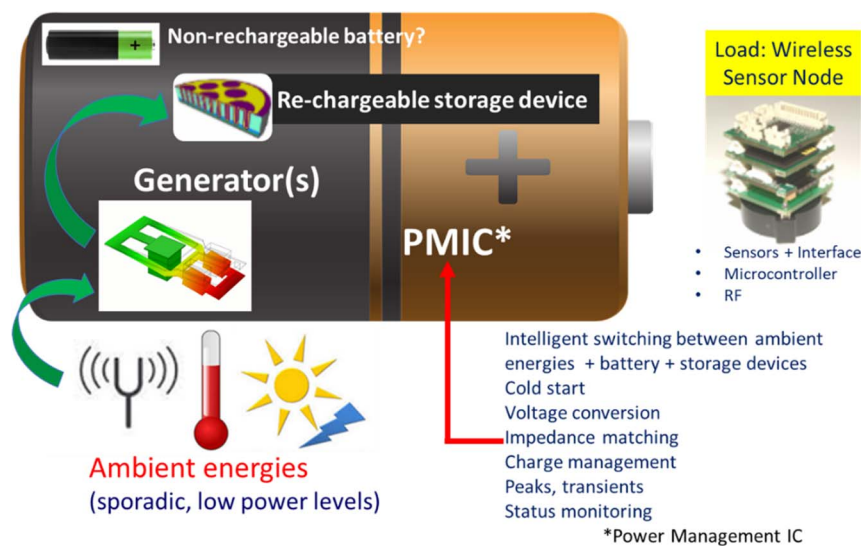 Non-rechargeable battery?
+
Re-chargeable storage device
Generator(s)
PMIC*
Load: Wireless
Sensor Node
• Sensors + Interface
• Microcontroller
• RF
Ambient energies
(sporadic, low power levels)
Intelligent switching between ambient
energies + battery + storage devices
Cold start
Voltage conversion
Impedance matching
Charge management
Peaks, transients
Status monitoring
*Power Management IC